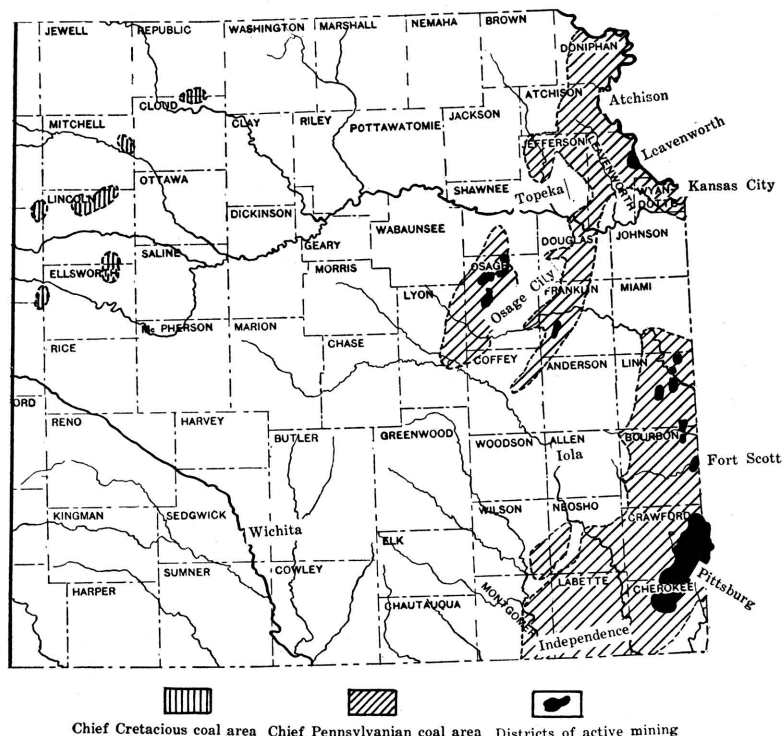 JEWELL
REPUBLIC
WASHINGTON
MARSHALL
NEMAHA
BROWN
DONIPHAN
ATCHISON
Atchison
CLOUD
MITCHELL
CLAY
RILEY
POTTAWATOMIE
JACKSON
JEFFERSON
LEAVENWORTH
Leavenworth
OTTAWA
LINCOLN
DICKINSON
SHAWNEE
Topeka
WYAN-
DOTTE
Kansas City
GEARY
WABAUNSEE
DOUGLAS
JOHNSON
SALINE
ELLSWORTH
MORRIS
OSAGE
Osage City
LYON
FRANKLIN
MIAMI
Mc PHERSON
MARION
CHASE
RICE
COFFEY
ANDERSON
LINN
ORD
RENO
HARVEY
BUTLER
GREENWOOD
WOODSON
ALLEN
Iola
BOURBON
Fort Scott
KINGMAN
SEDGWICK
Wichita
WILSON
NEOSHO
CRAWFORD
ELK
HARPER
SUMNER
COWLEY
CHAUTAUQUA
MONTGOMERY
LABETTE
CHEROKEE
Pittsburg
Independence
Chief Cretacious coal area
Chief Pennsylvanian coal area
Districts of active mining